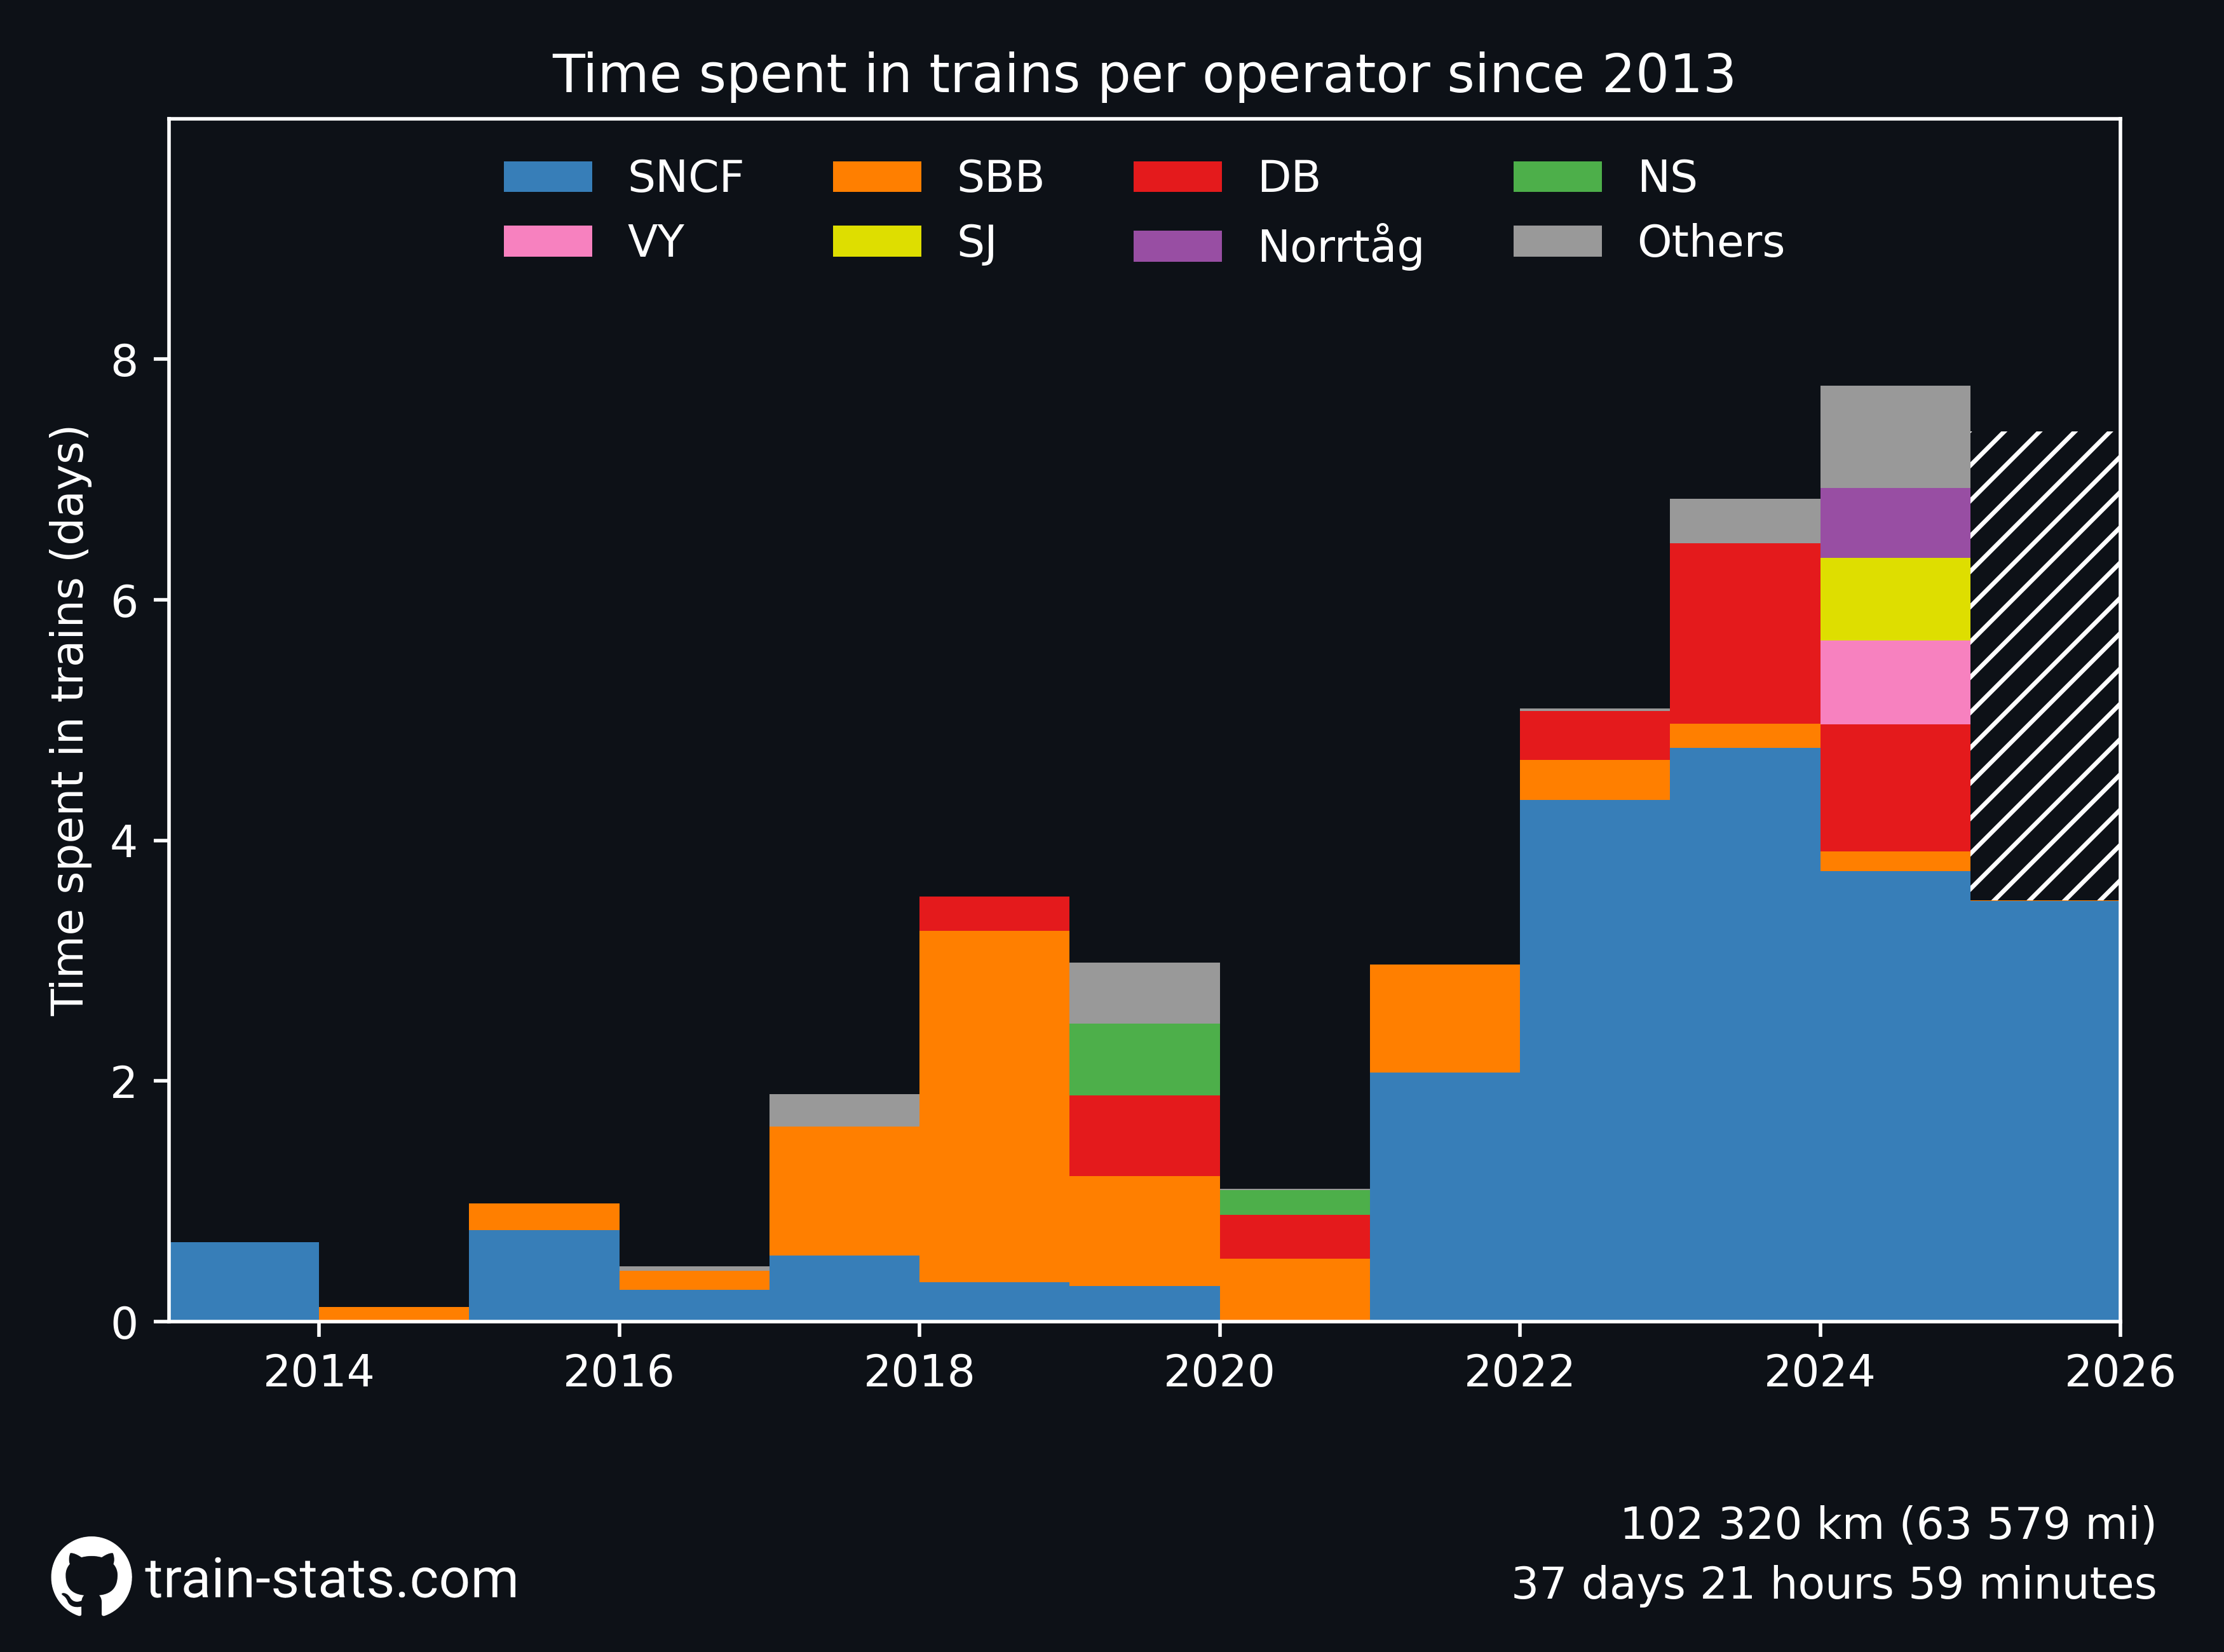 Time spent in trains per operator since 2013
SNCF
SBB
DB
NS
VY
SJ
Norrtåg
Others
Time spent in trains (days)
8
6
4
2
0
2014
2016
2018
2020
2022
2024
2026
102 320 km (63 579 mi)
train-stats.com
37 days 21 hours 59 minutes